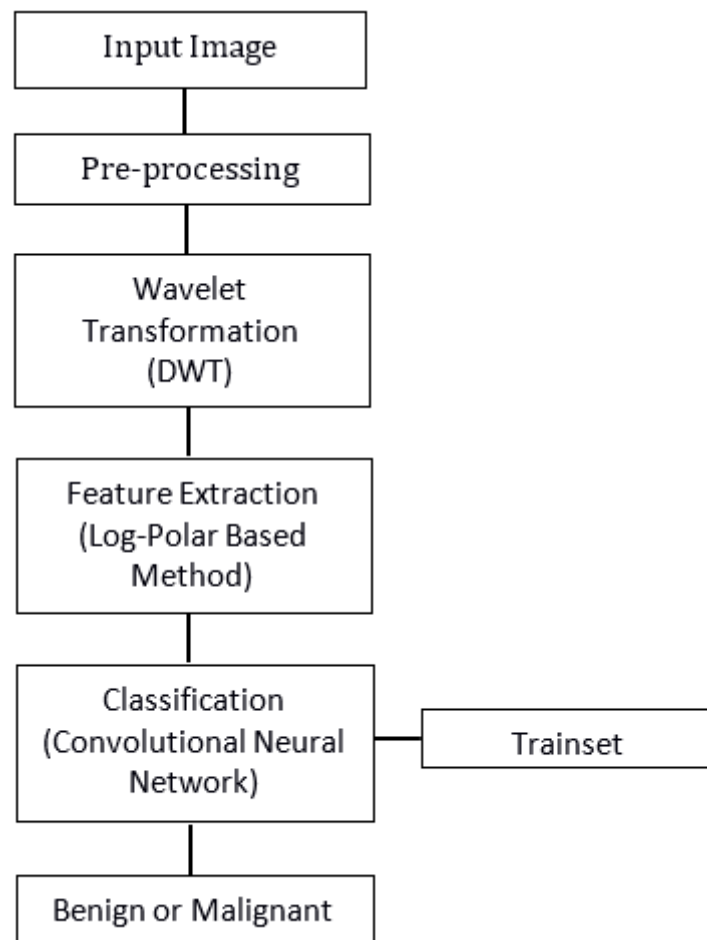 Input Image
Pre-processing
Wavelet
Transformation
(DWT)
Feature Extraction
(Log-Polar Based
Method)
Classification
(Convolutional Neural
Network)
Trainset
Benign or Malignant